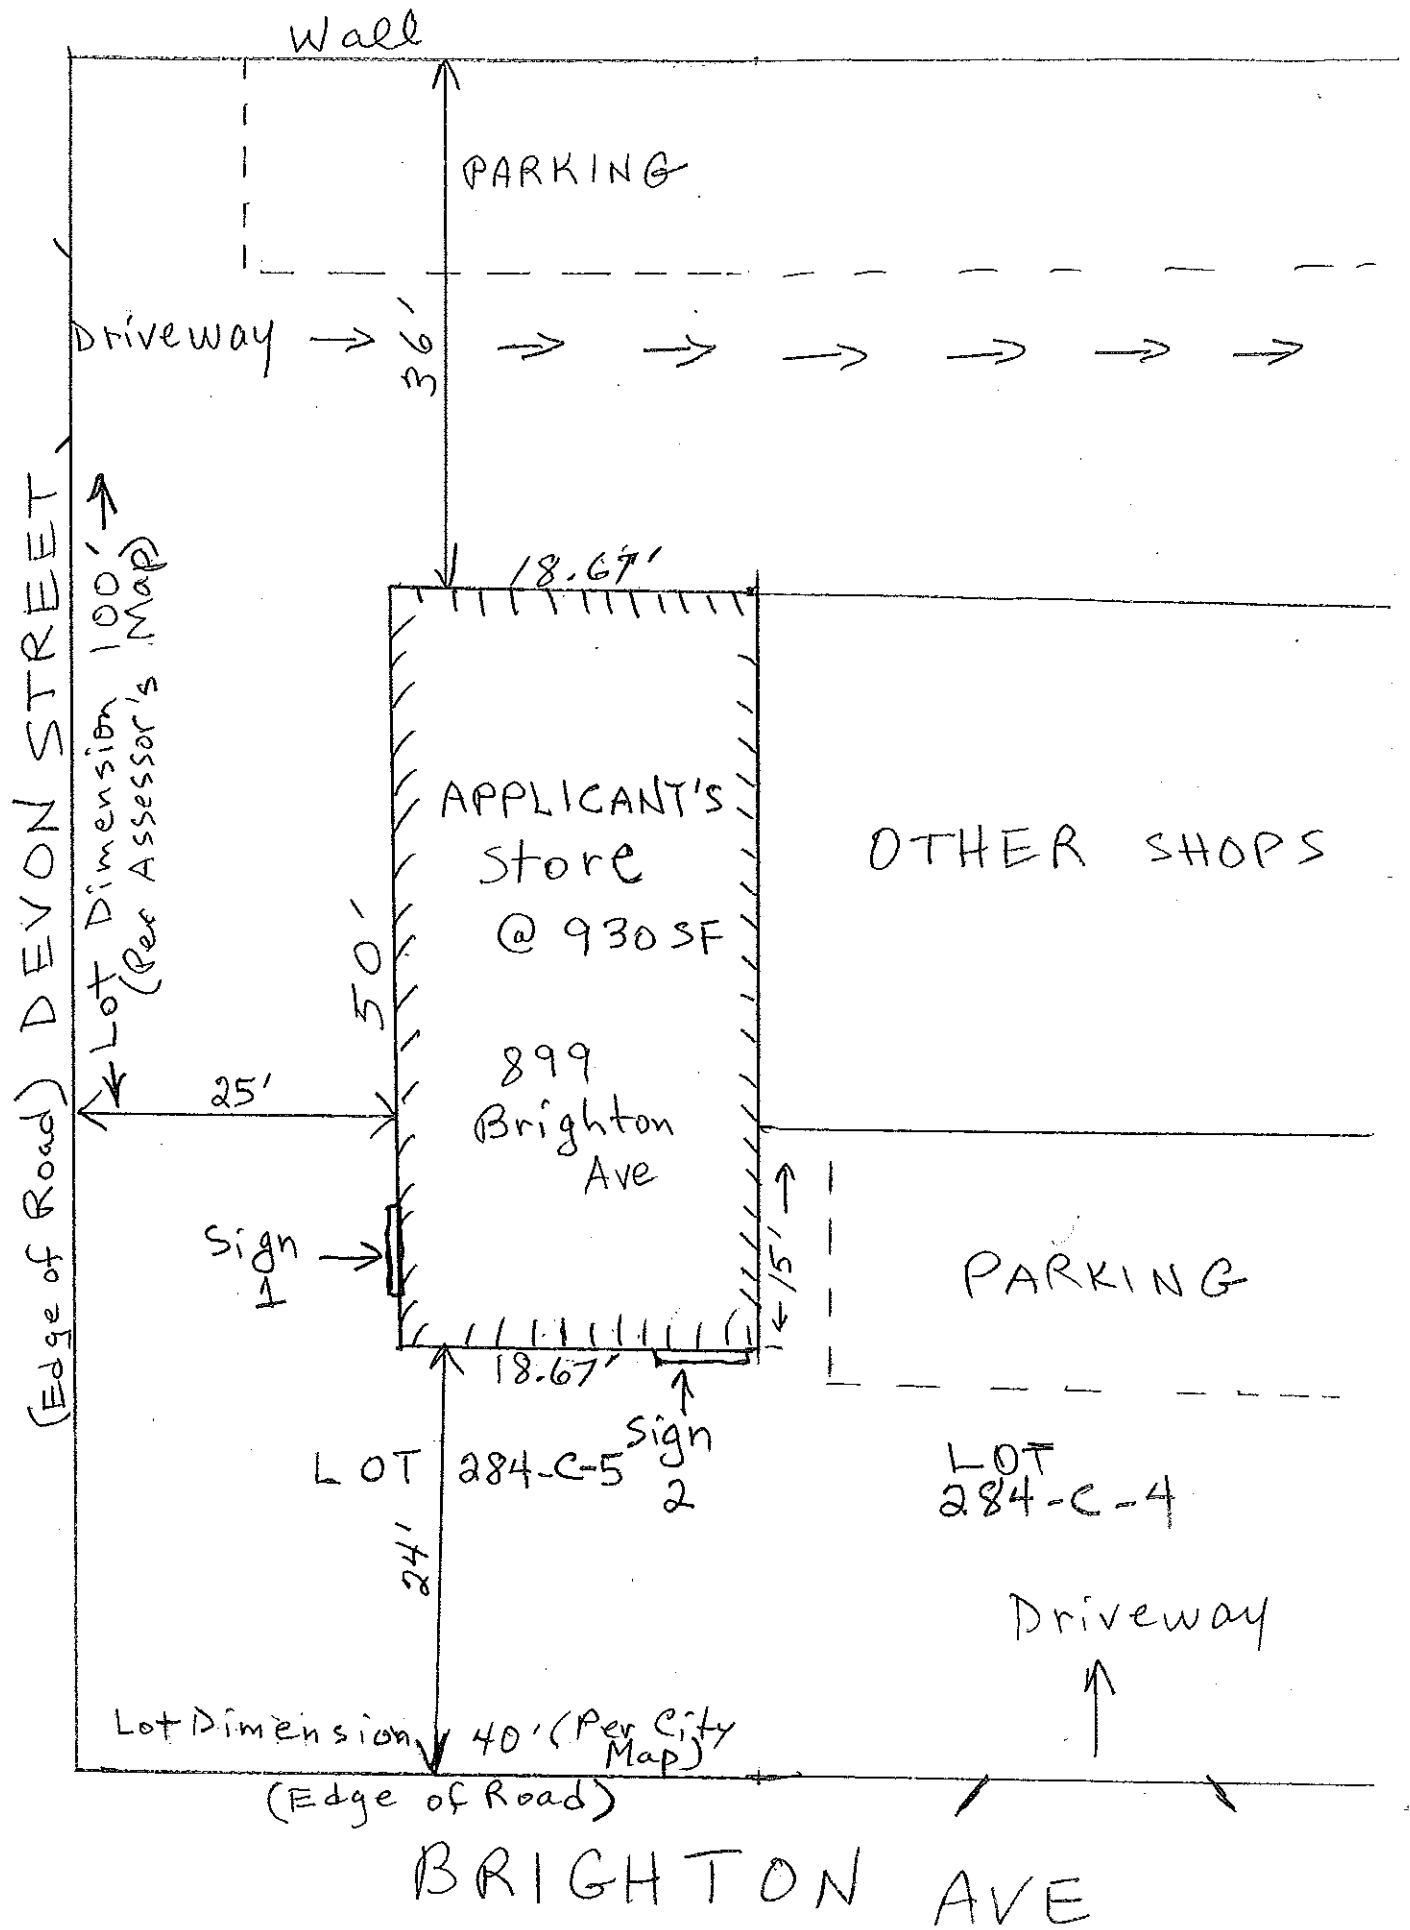 Wall
PARKING
Driveway
36'
18.67'
(Edge of Road) DEVON STREET
Lot Dimension 100'
(Per Assessor's Map)
APPLICANT'S
Store
@ 930 SF
OTHER SHOPS
50'
899
Brighton
Ave
25'
Sign
1
15'
PARKING
18.67'
Sign
2
LOT 284-C-5
LOT
284-C-4
24'
Driveway
Lot Dimension 40' (Per City
Map)
(Edge of Road)
BRIGHTON AVE